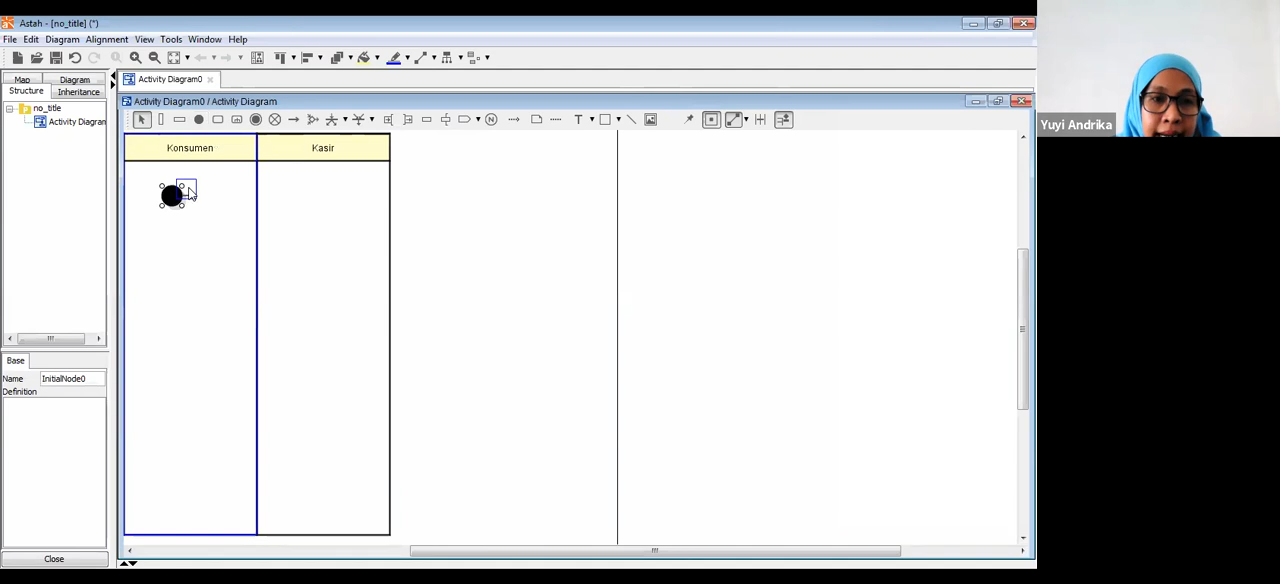 Astah - [no_title] (*)
File Edit Diagram Alignment View Tools Window Help
Map Diagram
Structure Inheritance
no_title
Activity Diagran
Activity Diagram0
Activity Diagram0 / Activity Diagram
T
N
Konsumen Kasir
Base
Name InitialNode0
Definition
Close
Yuyi Andrika